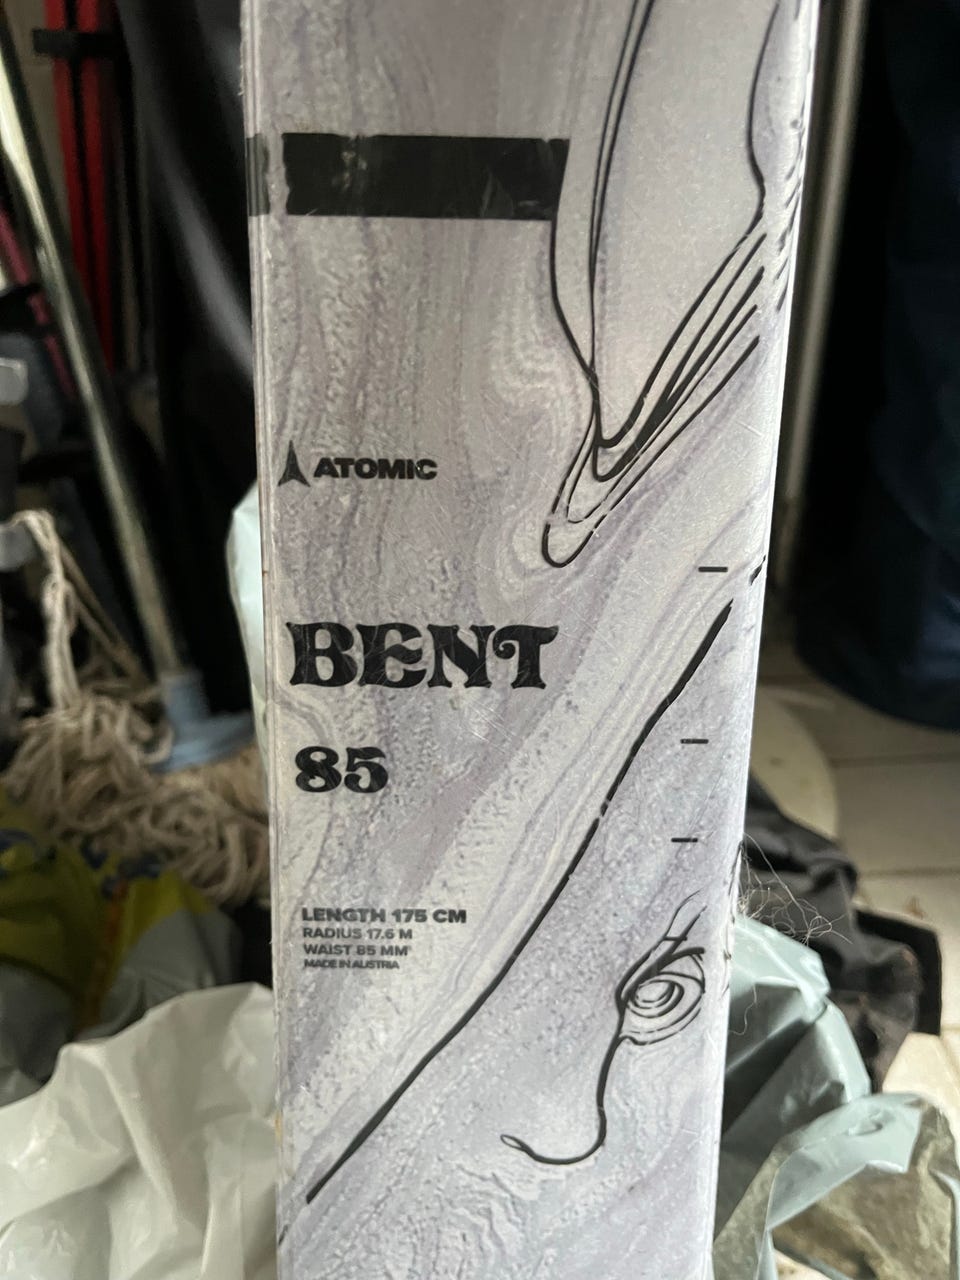 ATOMIC
BENT
85
LENGTH 175 CM
RADIUS 17.6 M
WAIST 85 MM
MADE IN AUSTRIA